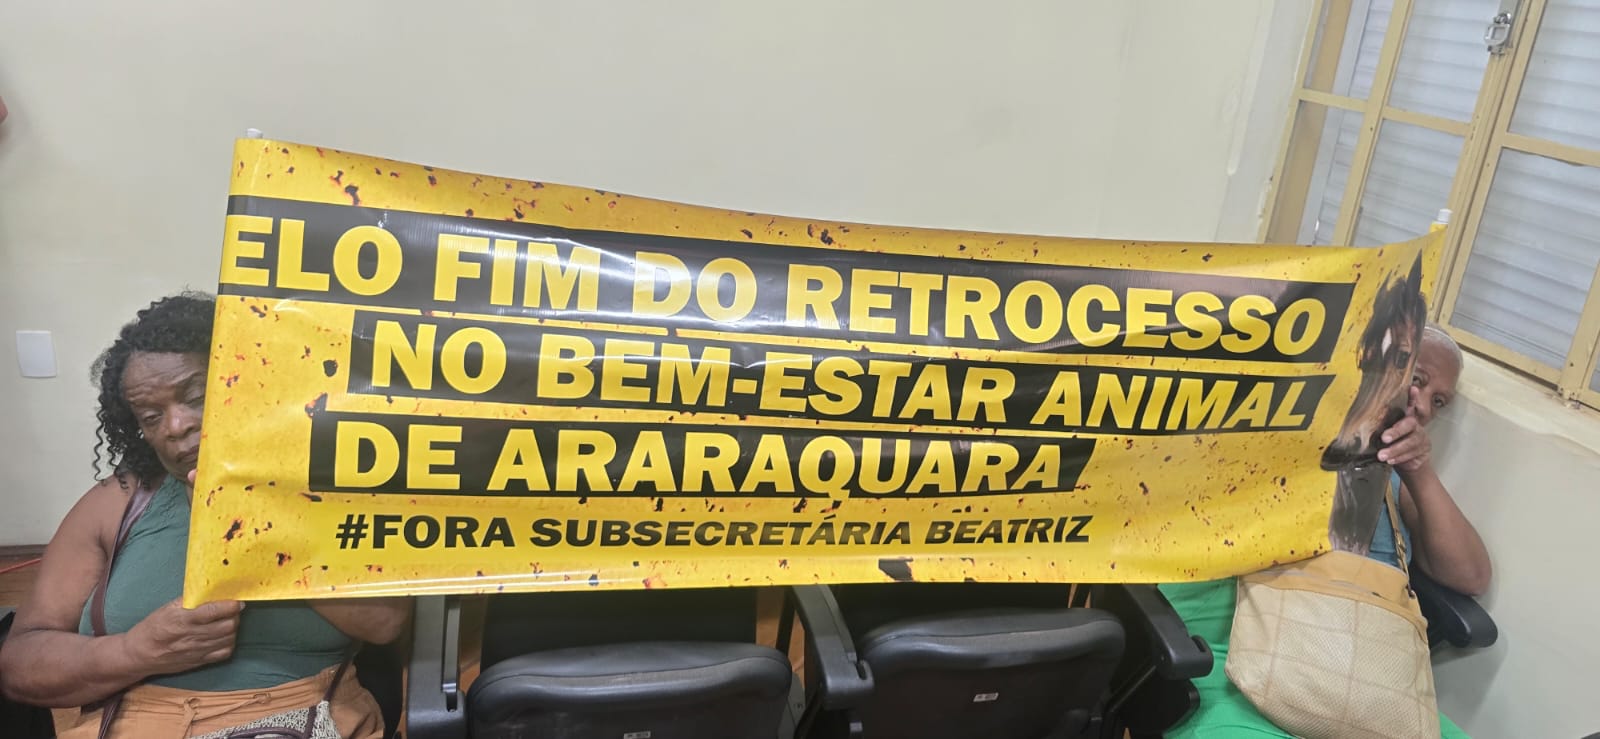 ELO FIM DO RETROCESSO
NO BEM-ESTAR ANIMAL
DE ARARAQUARA
#FORA SUBSECRETÁRIA BEATRIZ